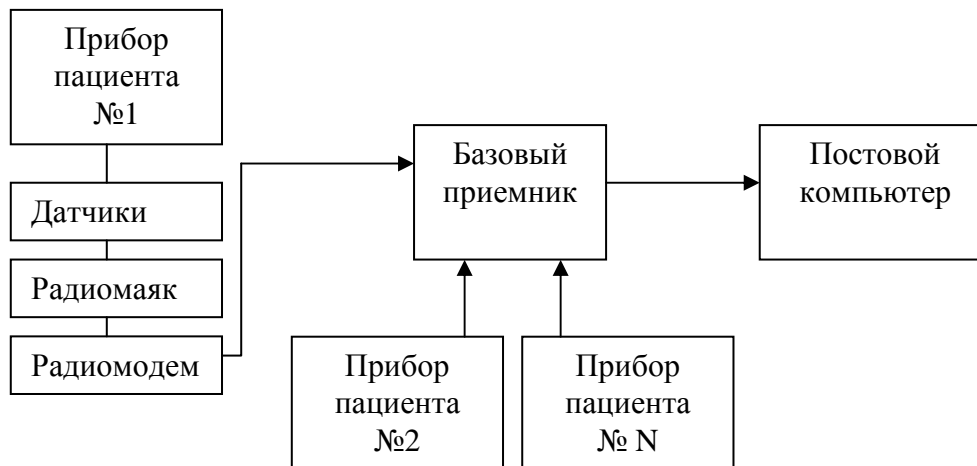 Прибор
пациента
№1
Датчики
Радиомаяк
Радиомодем
Базовый
приемник
Постовой
компьютер
Прибор
пациента
№2
Прибор
пациента
№ N